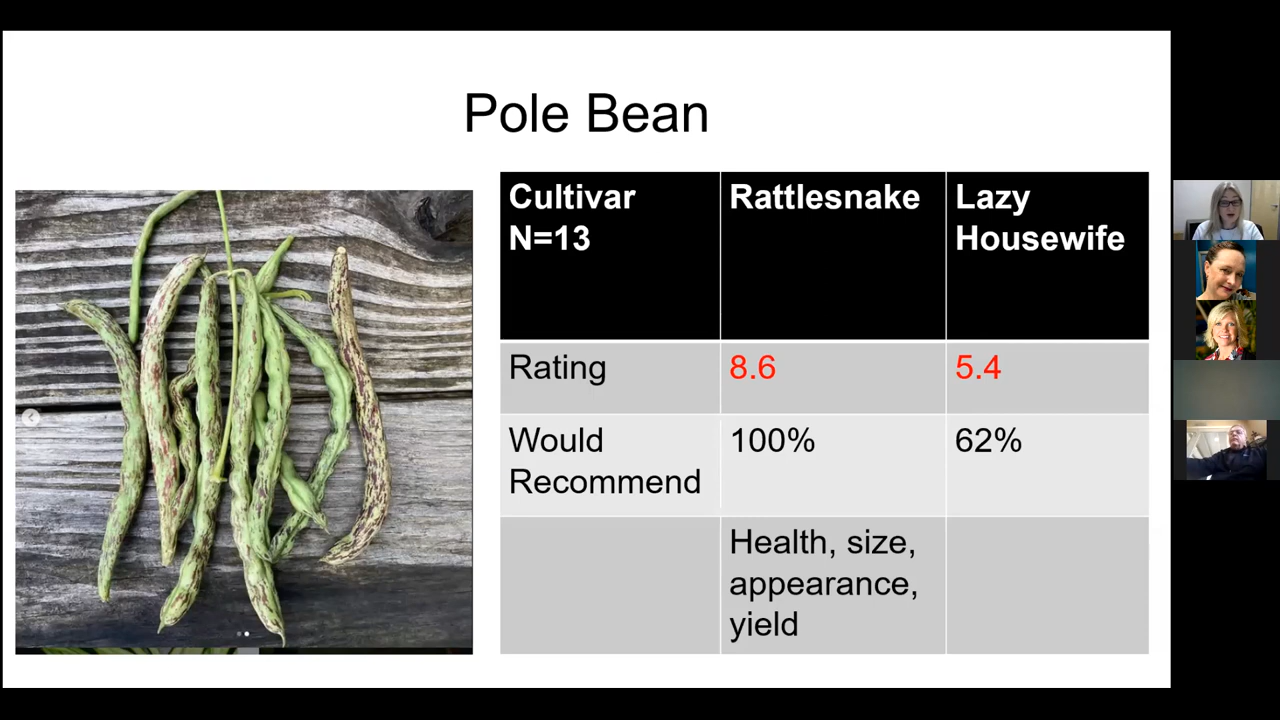 Pole Bean
Cultivar
N=13
Rattlesnake
Lazy
Housewife
Rating
8.6
5.4
Would
Recommend
100%
62%
Health, size,
appearance,
yield